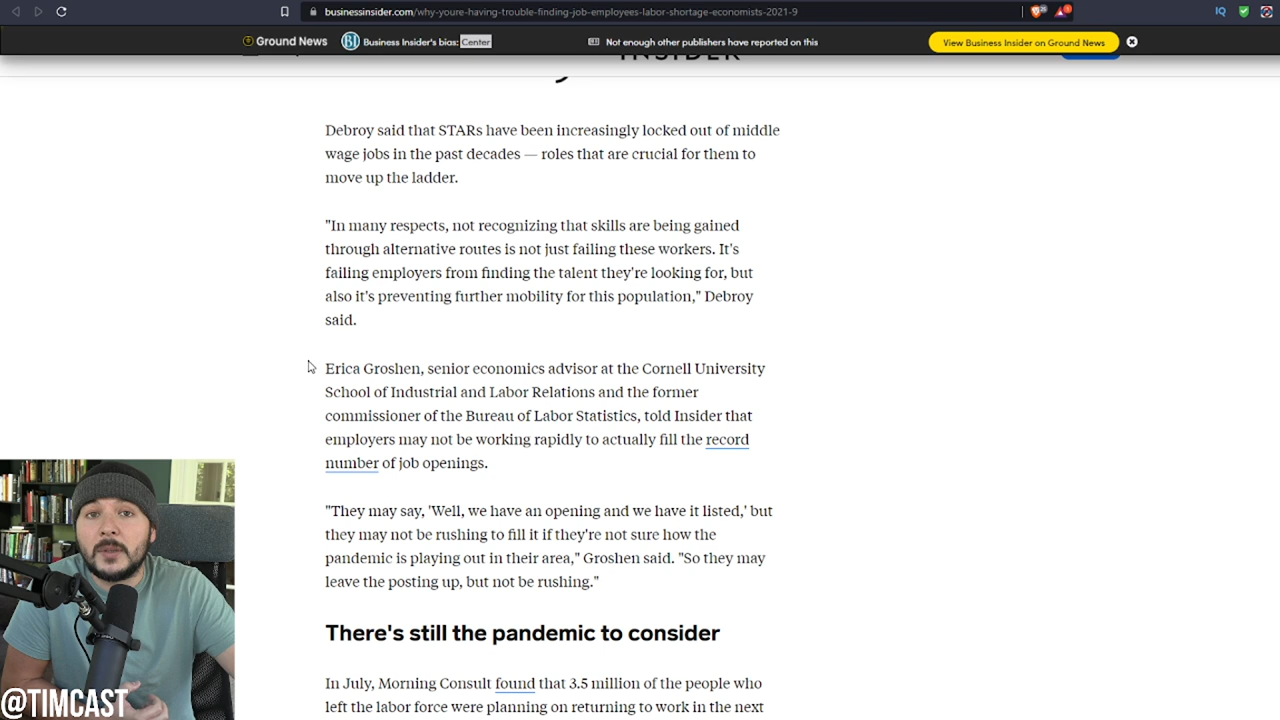 businessinsider.com/why-youre-having-trouble-finding-job-employees-labor-shortage-economists-2021-9
IQ
Ground News
BI
Business Insider's bias: Center
Not enough other publishers have reported on this
View Business Insider on Ground News
INSIDER
Debroy said that STARs have been increasingly locked out of middle
wage jobs in the past decades — roles that are crucial for them to
move up the ladder.
"In many respects, not recognizing that skills are being gained
through alternative routes is not just failing these workers. It's
failing employers from finding the talent they're looking for, but
also it's preventing further mobility for this population," Debroy
said.
Erica Groshen, senior economics advisor at the Cornell University
School of Industrial and Labor Relations and the former
commissioner of the Bureau of Labor Statistics, told Insider that
employers may not be working rapidly to actually fill the record
number of job openings.
"They may say, 'Well, we have an opening and we have it listed,' but
they may not be rushing to fill it if they're not sure how the
pandemic is playing out in their area," Groshen said. "So they may
leave the posting up, but not be rushing."
There's still the pandemic to consider
In July, Morning Consult found that 3.5 million of the people who
left the labor force were planning on returning to work in the next
@TIMCAST